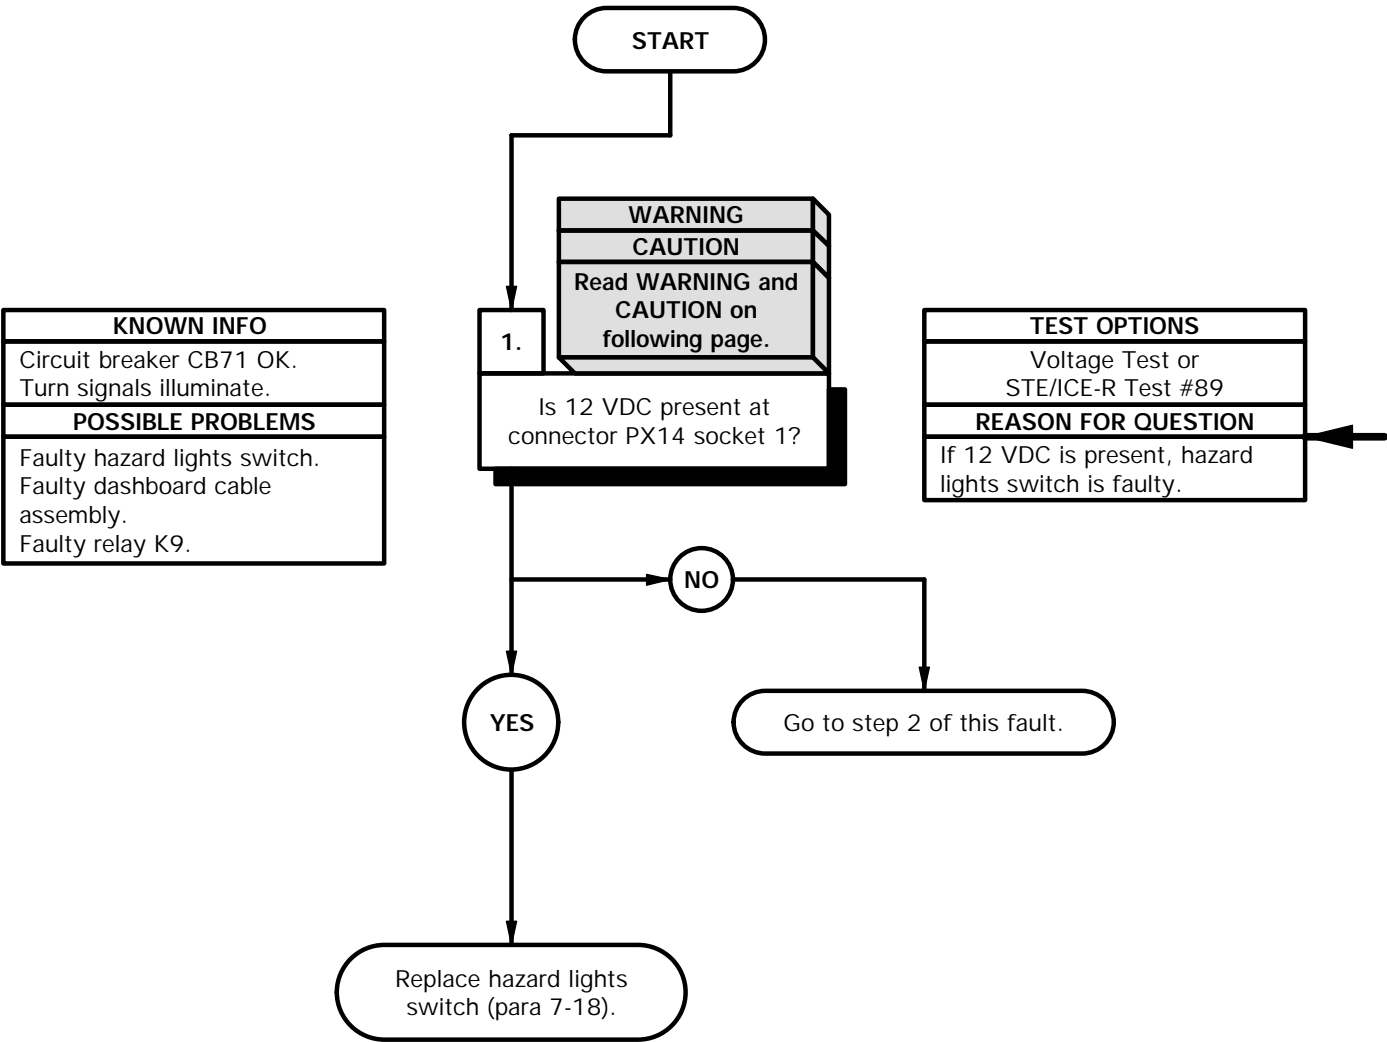 START
WARNING
CAUTION
Read WARNING and
CAUTION on
following page.
KNOWN INFO
Circuit breaker CB71 OK.
Turn signals illuminate.
POSSIBLE PROBLEMS
Faulty hazard lights switch.
Faulty dashboard cable
assembly.
Faulty relay K9.
1.
Is 12 VDC present at
connector PX14 socket 1?
TEST OPTIONS
Voltage Test or
STE/ICE-R Test #89
REASON FOR QUESTION
If 12 VDC is present, hazard
lights switch is faulty.
NO
YES
Go to step 2 of this fault.
Replace hazard lights
switch (para 7-18).